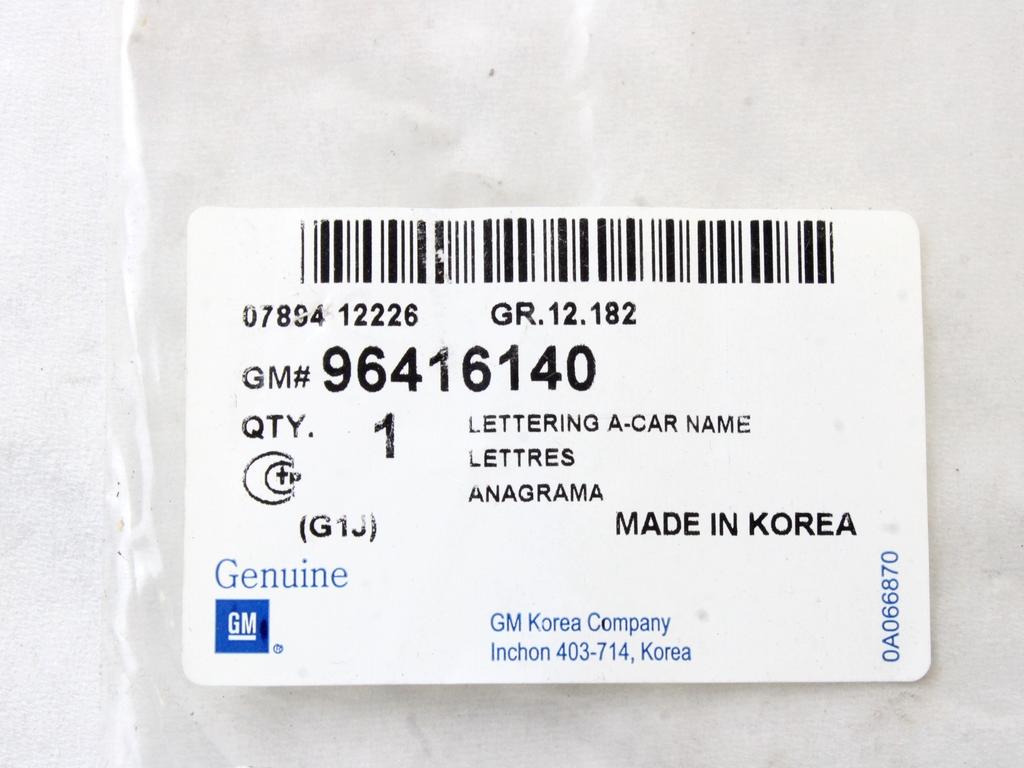 07894 12226 GR.12.182
GM# 96416140
QTY. 1 LETTERING A-CAR NAME
LETTRES
ANAGRAMA
(G1J) MADE IN KOREA
Genuine
GM ®
GM Korea Company
Inchon 403-714, Korea
0A066870